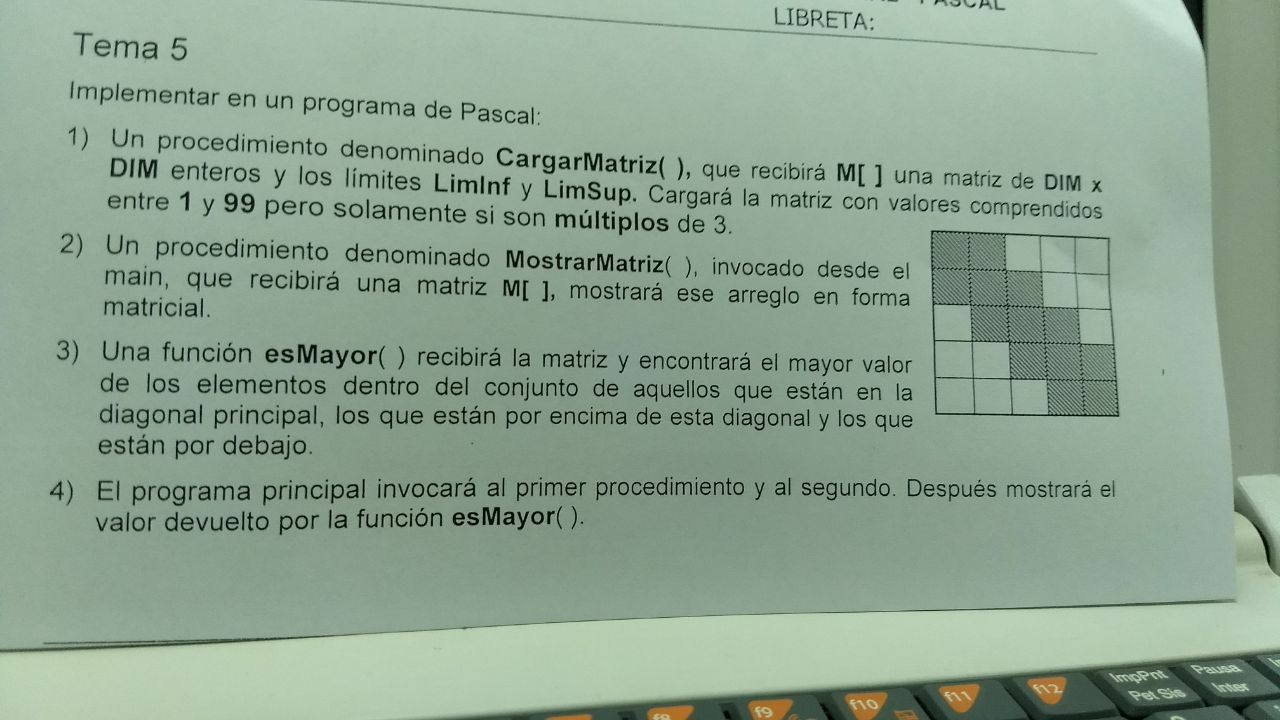 PASCAL
LIBRETA:
Tema 5
Implementar en un programa de Pascal:
1) Un procedimiento denominado CargarMatriz( ), que recibirá M[ ] una matriz de DIM x
DIM enteros y los límites LimInf y LimSup. Cargará la matriz con valores comprendidos
entre 1 y 99 pero solamente si son múltiplos de 3.
2) Un procedimiento denominado MostrarMatriz( ), invocado desde el
main, que recibirá una matriz M[ ], mostrará ese arreglo en forma
matricial.
3) Una función esMayor( ) recibirá la matriz y encontrará el mayor valor
de los elementos dentro del conjunto de aquellos que están en la
diagonal principal, los que están por encima de esta diagonal y los que
están por debajo.
4) El programa principal invocará al primer procedimiento y al segundo. Después mostrará el
valor devuelto por la función esMayor( ).
f8 f9 f10 f11 f12 ImpPnt Pausa
Pet Sis Inter